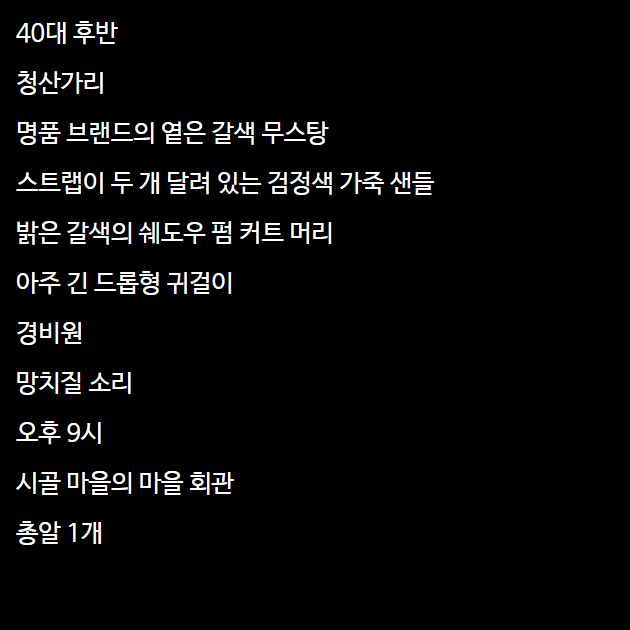 40대 후반
청산가리
명품 브랜드의 옅은 갈색 무스탕
스트랩이 두 개 달려 있는 검정색 가죽 샌들
밝은 갈색의 쉐도우 펌 커트 머리
아주 긴 드롭형 귀걸이
경비원
망치질 소리
오후 9시
시골 마을의 마을 회관
총알 1개